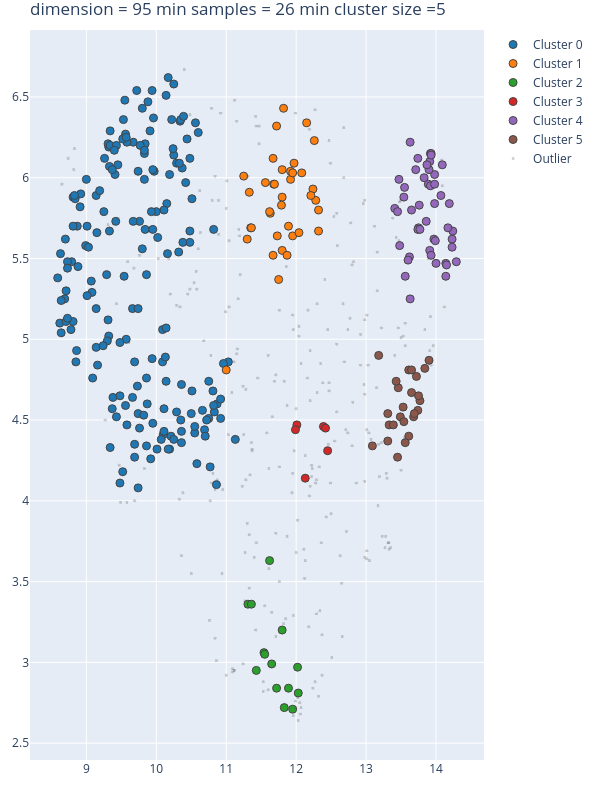 dimension = 95 min samples = 26 min cluster size =5
Cluster 0
Cluster 1
Cluster 2
Cluster 3
Cluster 4
Cluster 5
Outlier
6.5
6
5.5
5
4.5
4
3.5
3
2.5
9 10 11 12 13 14